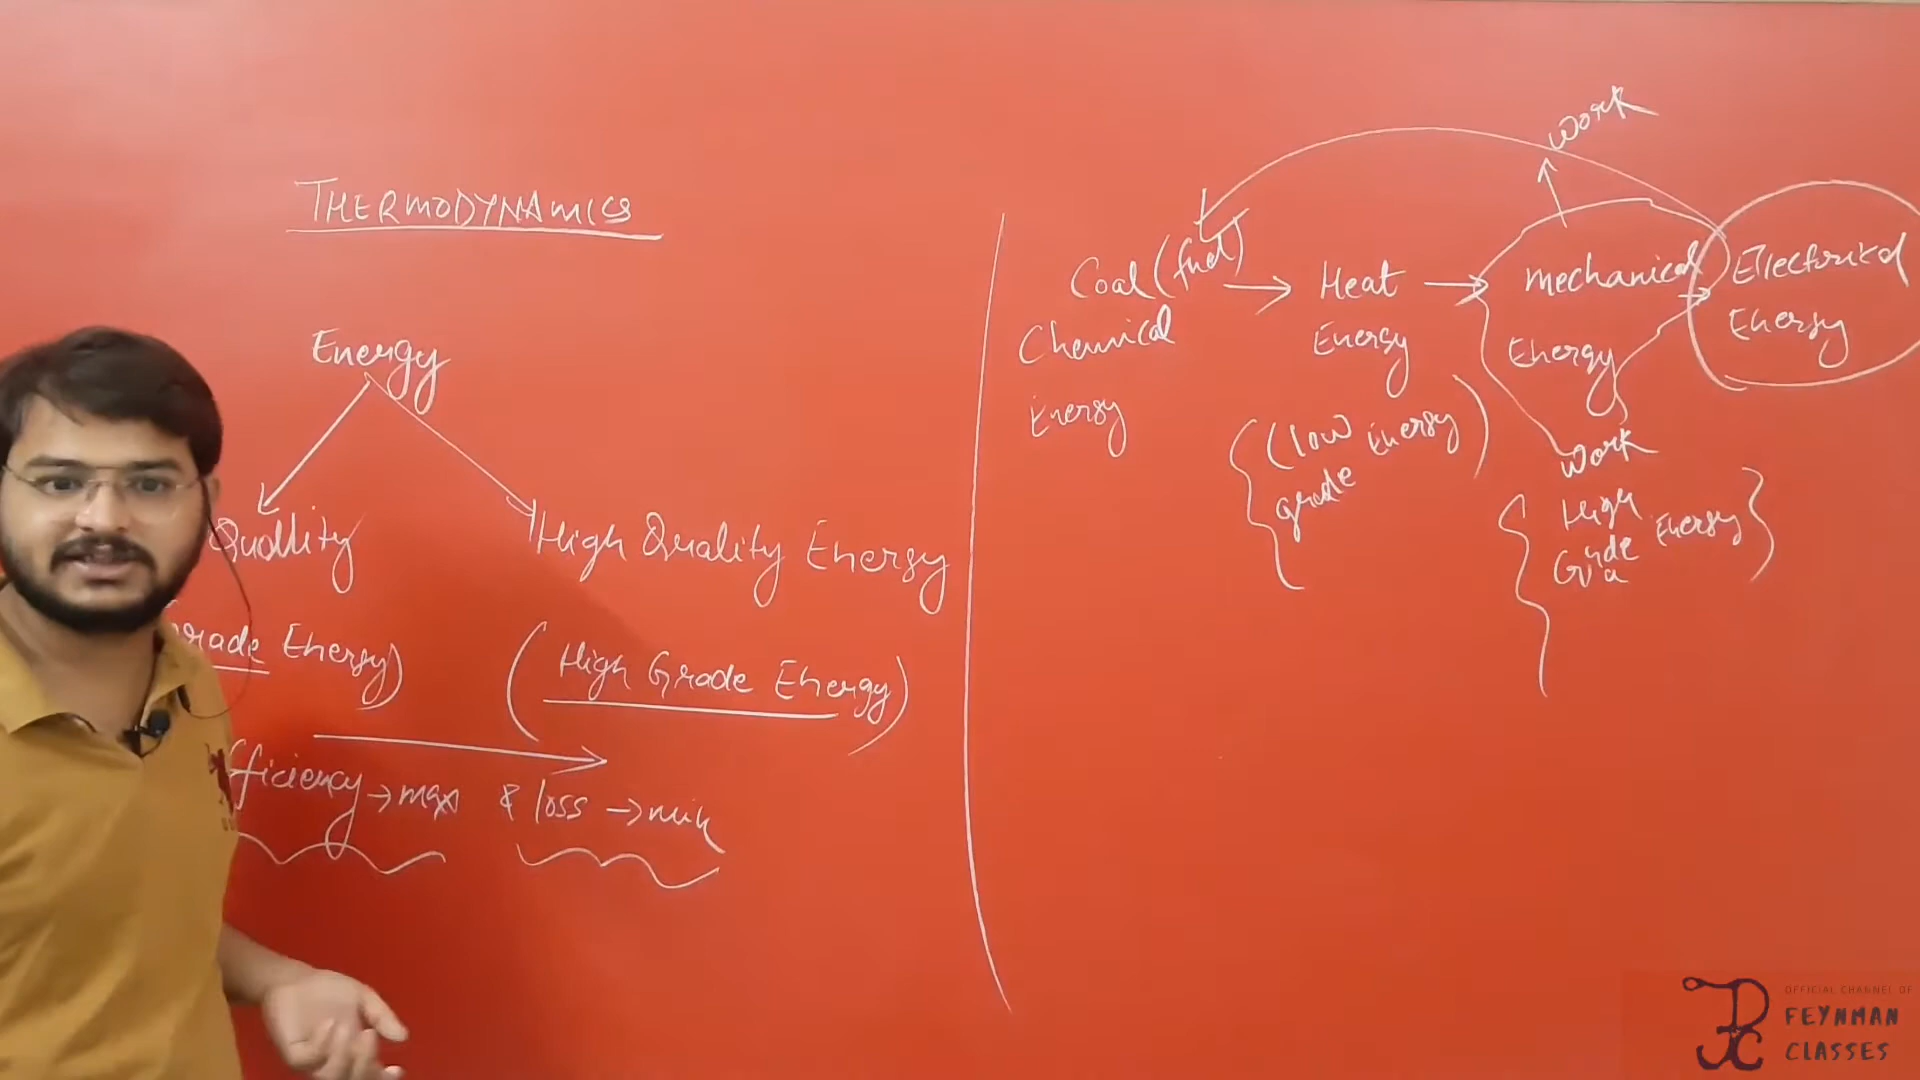 THERMODYNAMICS
Energy
Quality
High Quality Energy
grade Energy)
(High Grade Energy)
fficiency → max & loss → min
Work
Coal (fuel) → Heat → mechanical → Electrical
Chemical Energy Energy Energy
Energy
(low grade Energy)
Work
High
Grade Energy
OFFICIAL CHANNEL OF
FEYNMAN
CLASSES